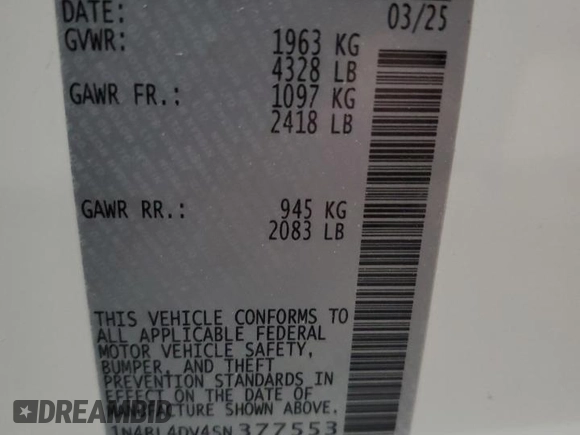 DATE: 03/25
GVWR: 1963 KG
4328 LB
GAWR FR.: 1097 KG
2418 LB
GAWR RR.: 945 KG
2083 LB
THIS VEHICLE CONFORMS TO
ALL APPLICABLE FEDERAL
MOTOR VEHICLE SAFETY,
BUMPER, AND THEFT
PREVENTION STANDARDS IN
EFFECT ON THE DATE OF
MANUFACTURE SHOWN ABOVE.
1N4BL4DV4SN377553
DREAMBID